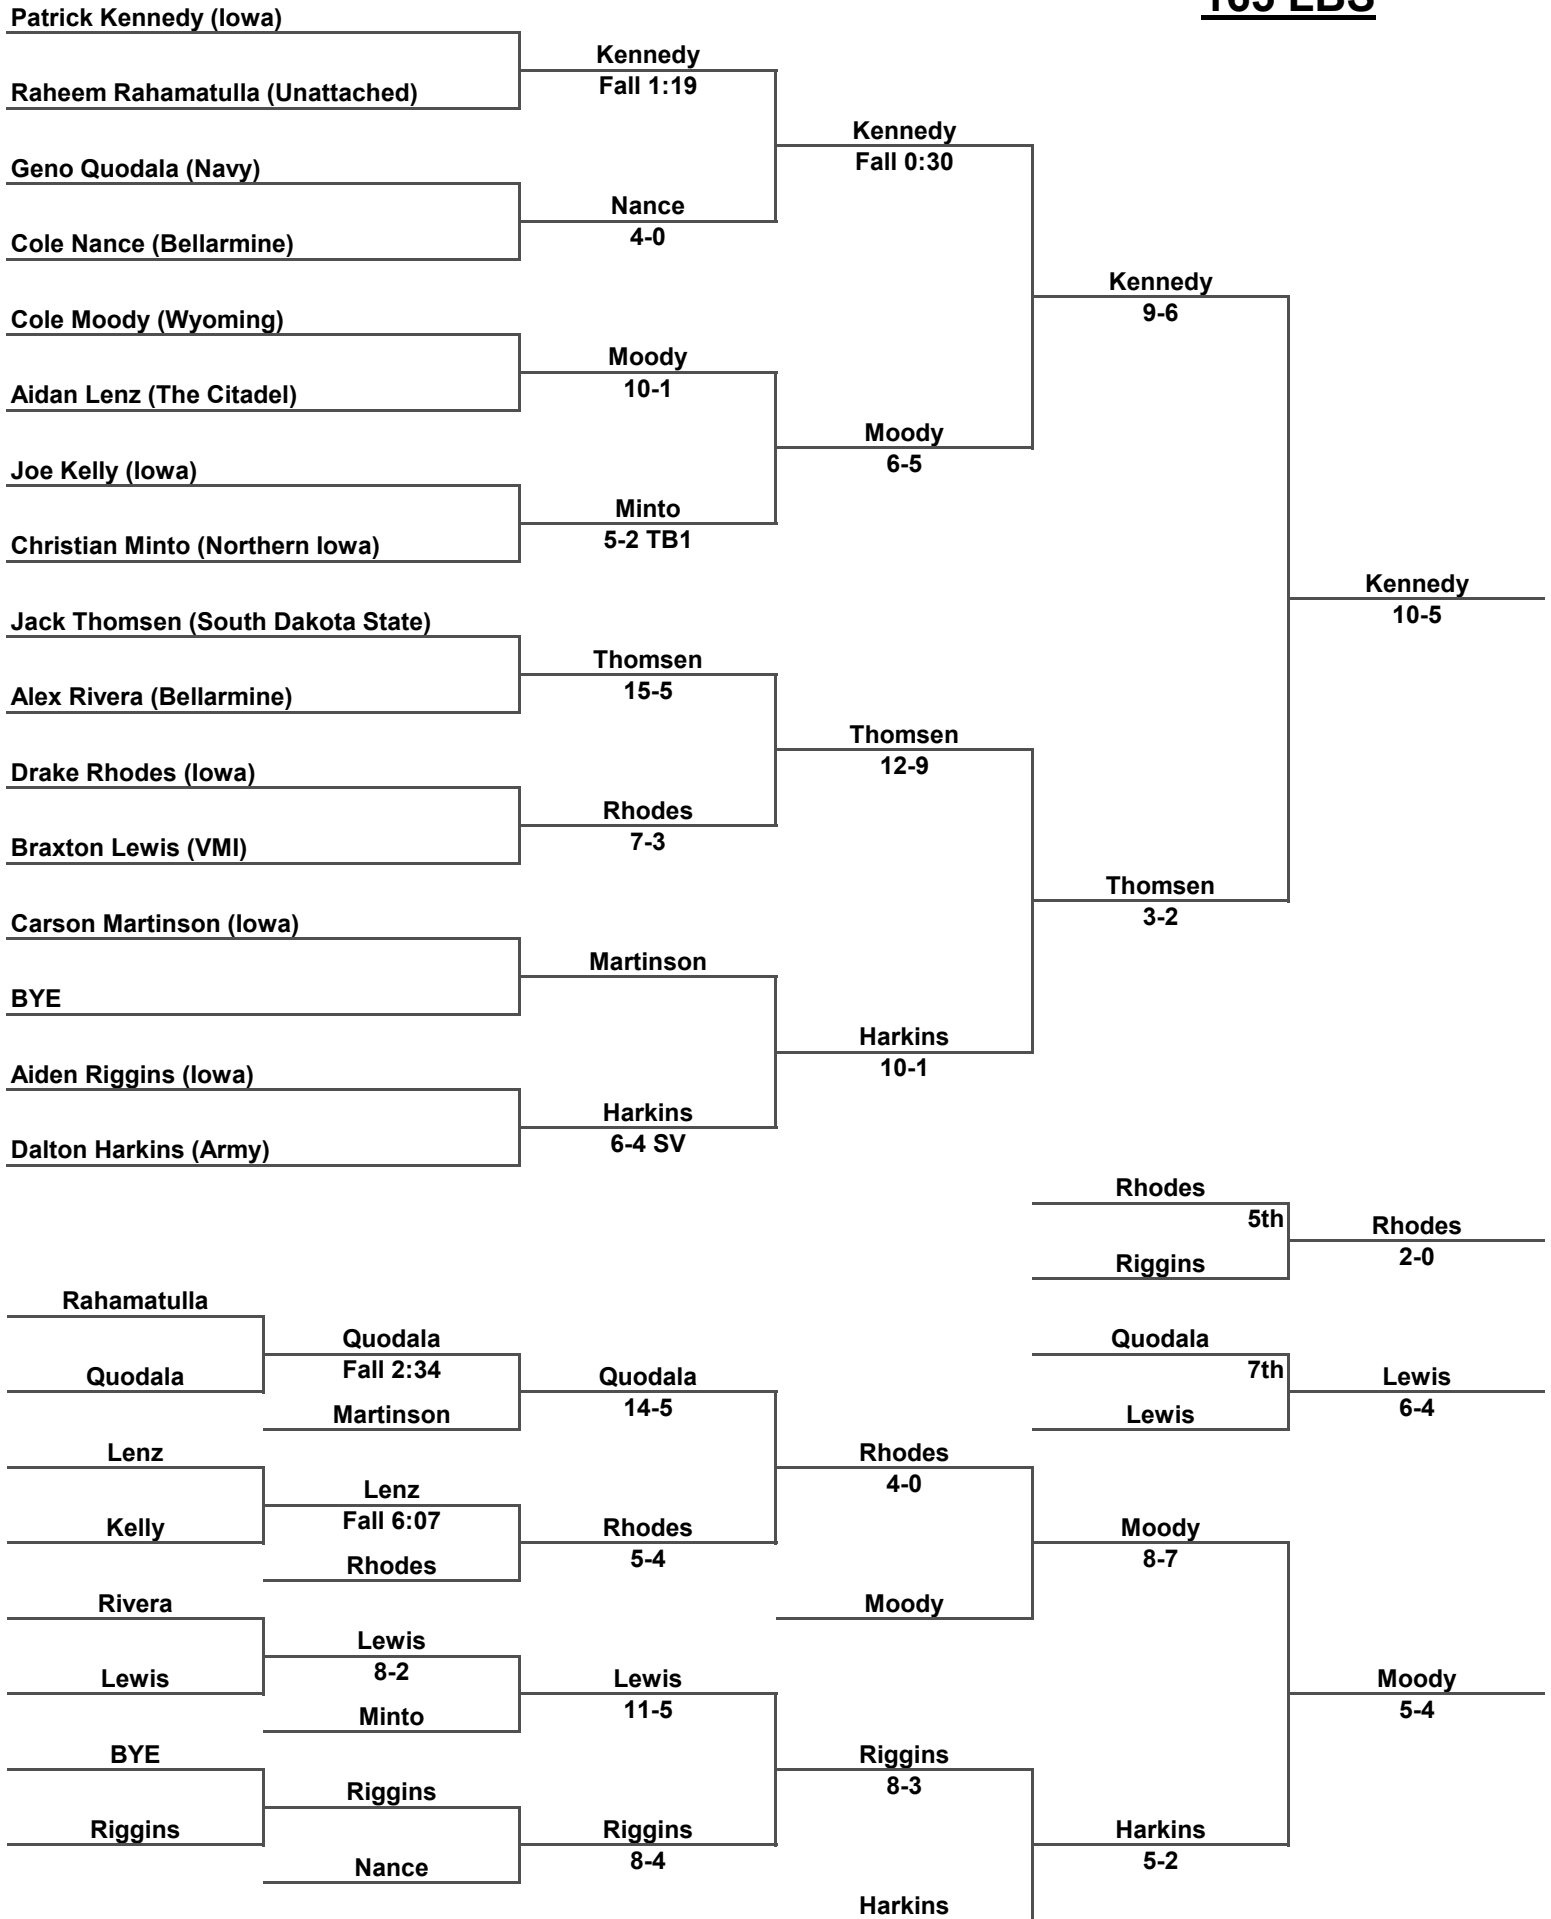 165 LBS
Patrick Kennedy (Iowa)
Kennedy
Fall 1:19
Raheem Rahamatulla (Unattached)
Kennedy
Fall 0:30
Geno Quodala (Navy)
Nance
4-0
Cole Nance (Bellarmine)
Kennedy
9-6
Cole Moody (Wyoming)
Moody
10-1
Aidan Lenz (The Citadel)
Moody
6-5
Joe Kelly (Iowa)
Minto
5-2 TB1
Christian Minto (Northern Iowa)
Kennedy
10-5
Jack Thomsen (South Dakota State)
Thomsen
15-5
Alex Rivera (Bellarmine)
Thomsen
12-9
Drake Rhodes (Iowa)
Rhodes
7-3
Braxton Lewis (VMI)
Thomsen
3-2
Carson Martinson (Iowa)
Martinson
BYE
Harkins
10-1
Aiden Riggins (Iowa)
Harkins
6-4 SV
Dalton Harkins (Army)
Rhodes
5th
Rhodes
2-0
Riggins
Rahamatulla
Quodala
Fall 2:34
Quodala
7th
Quodala
Quodala
14-5
Lewis
6-4
Martinson
Lewis
Lenz
Rhodes
4-0
Lenz
Fall 6:07
Kelly
Rhodes
5-4
Moody
8-7
Rhodes
Rivera
Moody
Lewis
8-2
Lewis
Lewis
11-5
Moody
5-4
Minto
BYE
Riggins
8-3
Riggins
Riggins
Riggins
8-4
Harkins
5-2
Nance
Harkins